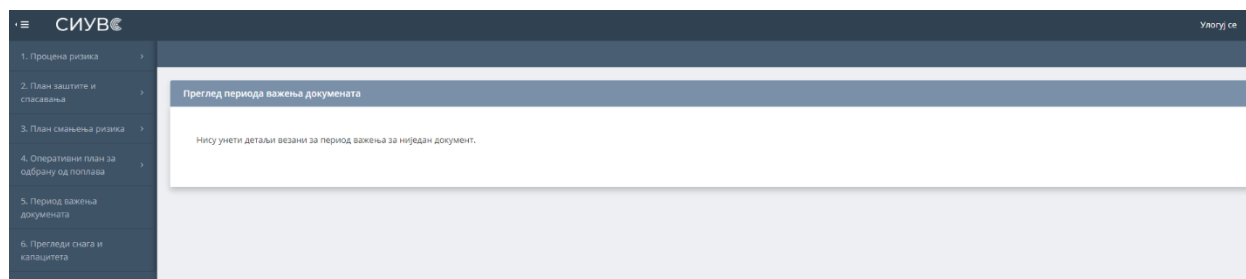 СИУВС
Улогуј се
1. Процена ризика
2. План заштите и
спасавања
3. План смањења ризика
4. Оперативни план за
одбрану од поплава
5. Период важења
докумената
6. Прегледи снага и
капацитета
Преглед периода важења докумената
Нису унети детаљи везани за период важења за ниједан документ.